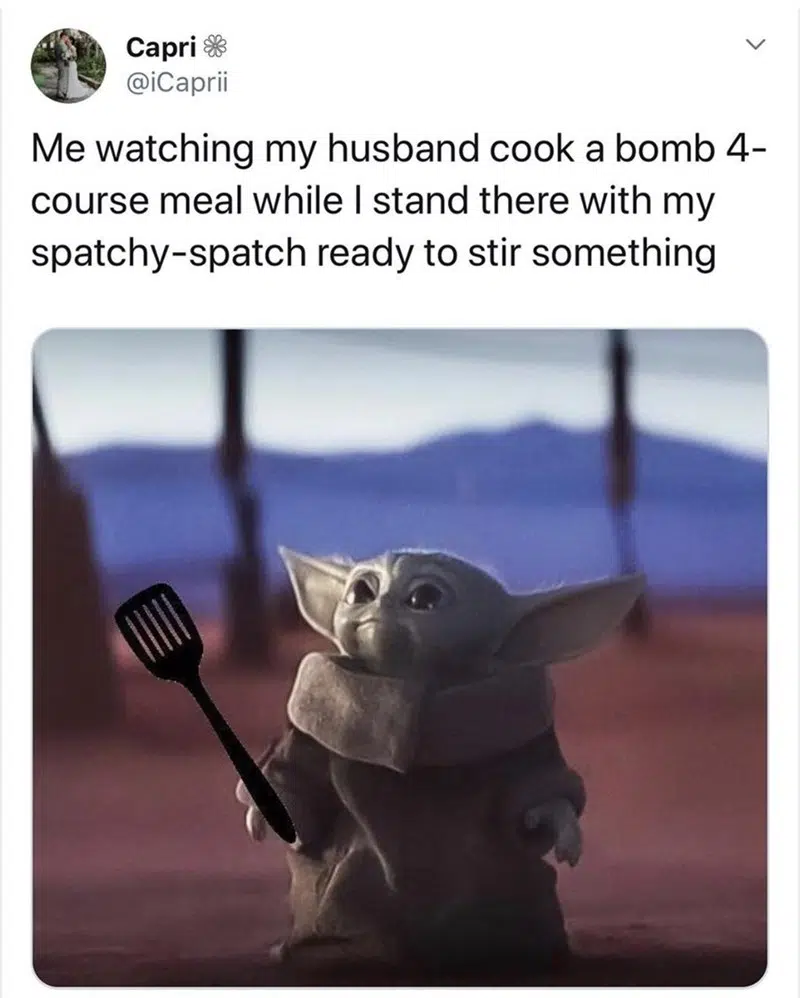 Capri
@iCaprii
Me watching my husband cook a bomb 4-
course meal while I stand there with my
spatchy-spatch ready to stir something